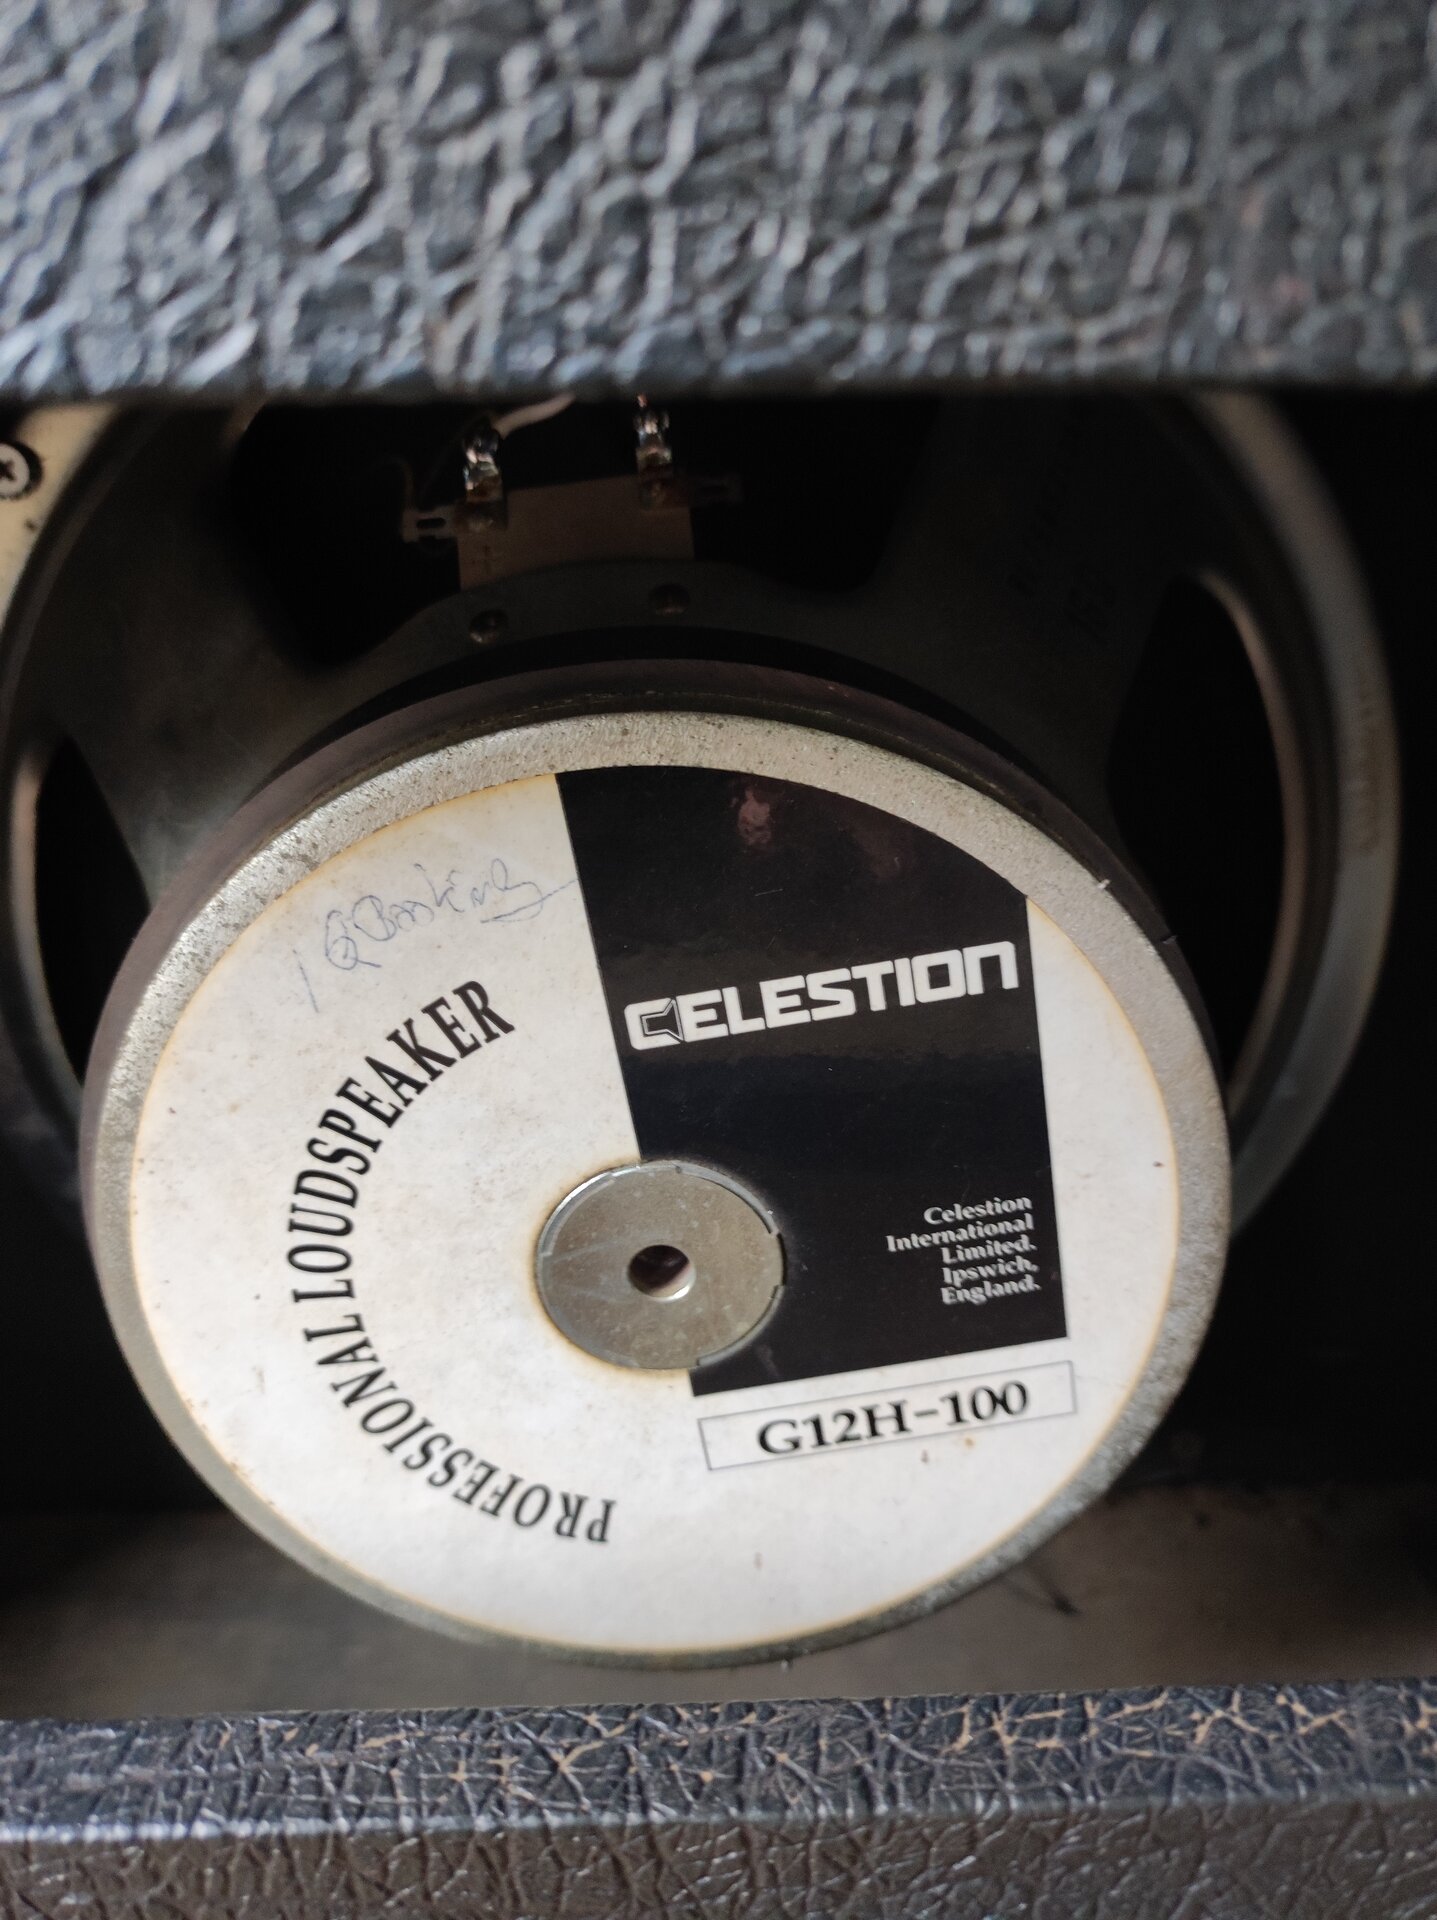 PROFESSIONAL LOUDSPEAKER
CELESTION
Celestion
International
Limited.
Ipswich,
England.
G12H-100